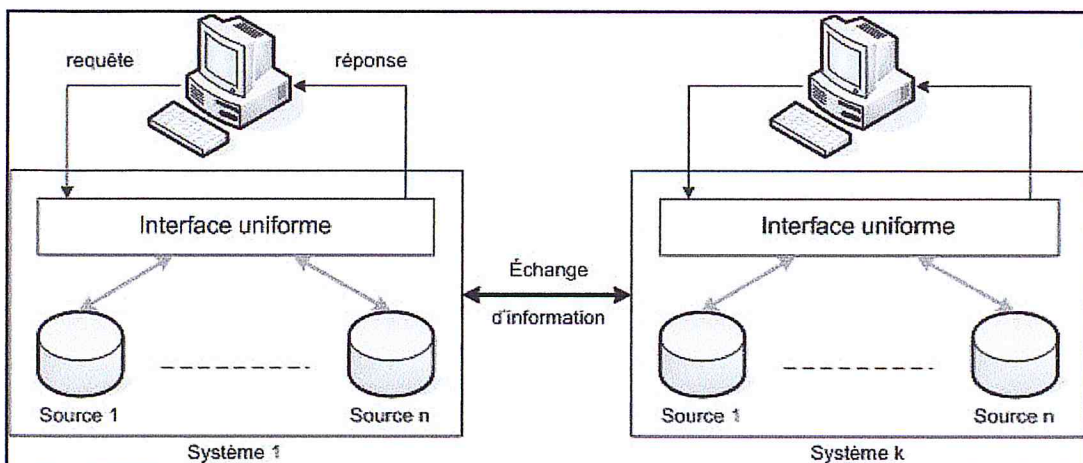 requête
réponse
Interface uniforme
Source 1
Source n
Système 1
Échange
d'information
Interface uniforme
Source 1
Source n
Système k